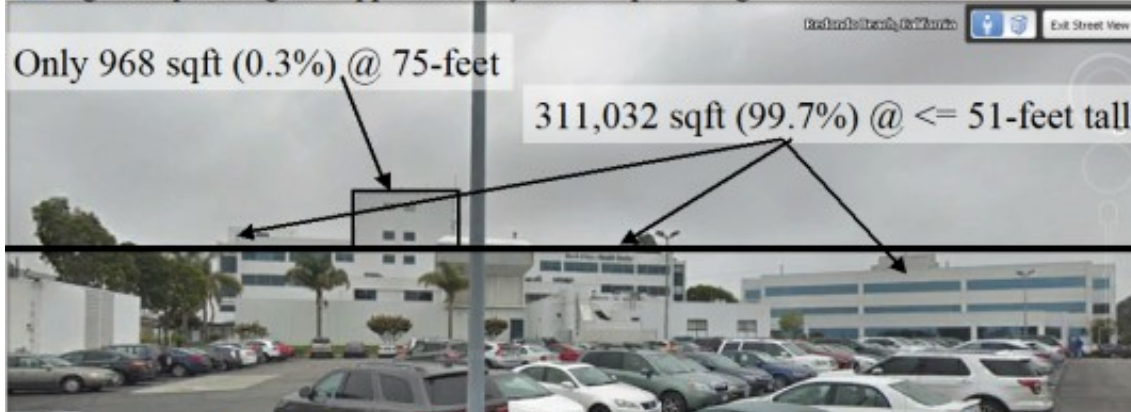 Redondo Beach, California
Exit Street View
Only 968 sqft (0.3%) @ 75-feet
311,032 sqft (99.7%) @ <= 51-feet tall